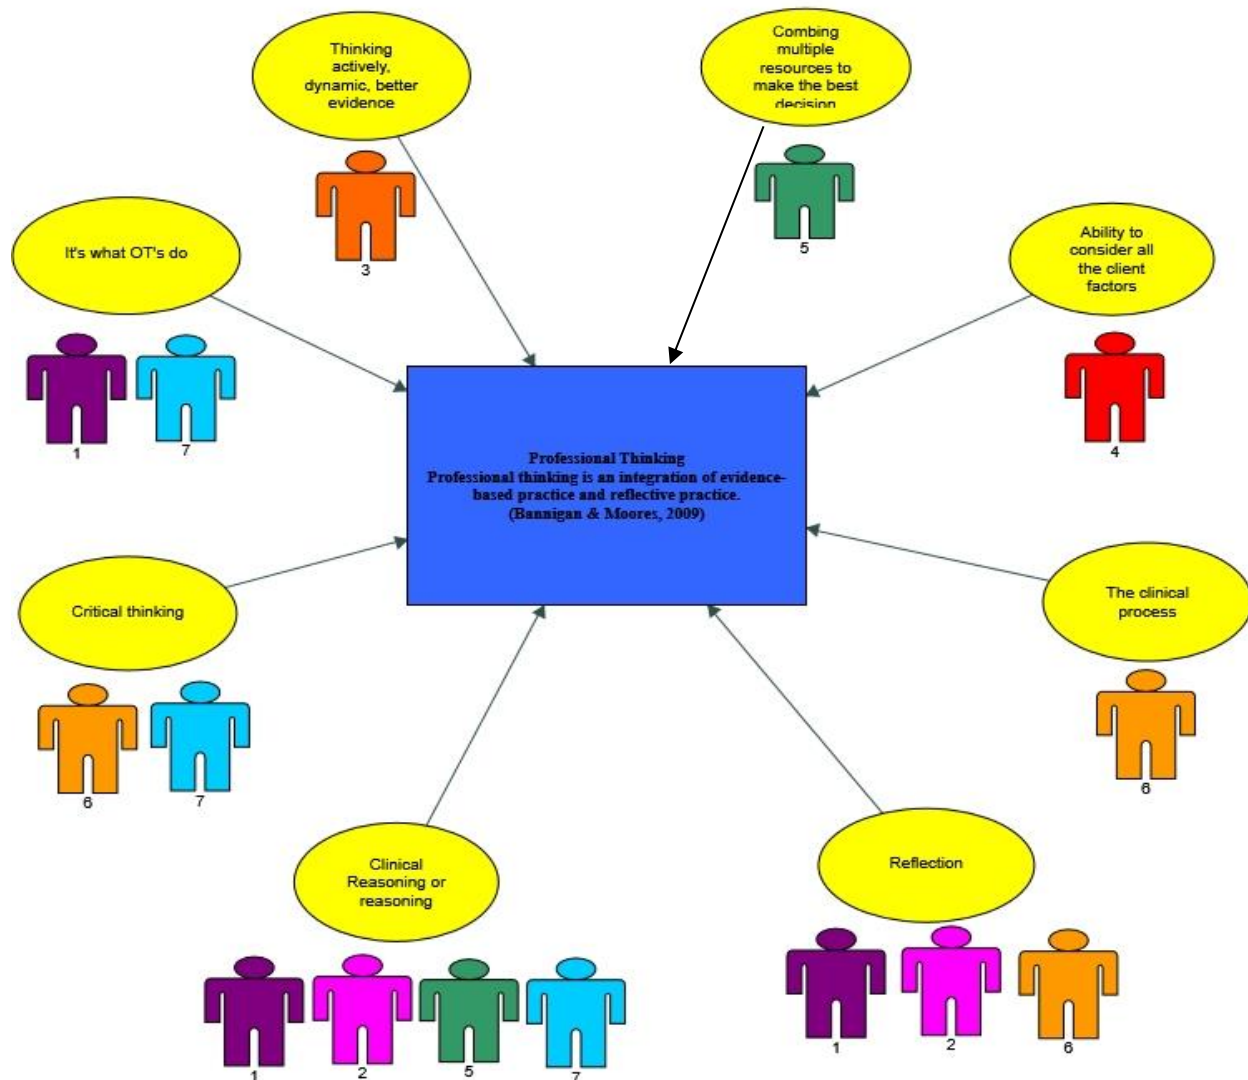 Thinking
actively,
dynamic, better
evidence
3
Combing
multiple
resources to
make the best
decision
5
It's what OT's do
1
7
Ability to
consider all
the client
factors
4
Professional Thinking
Professional thinking is an integration of evidence-
based practice and reflective practice.
(Bannigan & Moores, 2009)
Critical thinking
6
7
The clinical
process
6
Clinical
Reasoning or
reasoning
1
2
5
7
Reflection
1
2
6